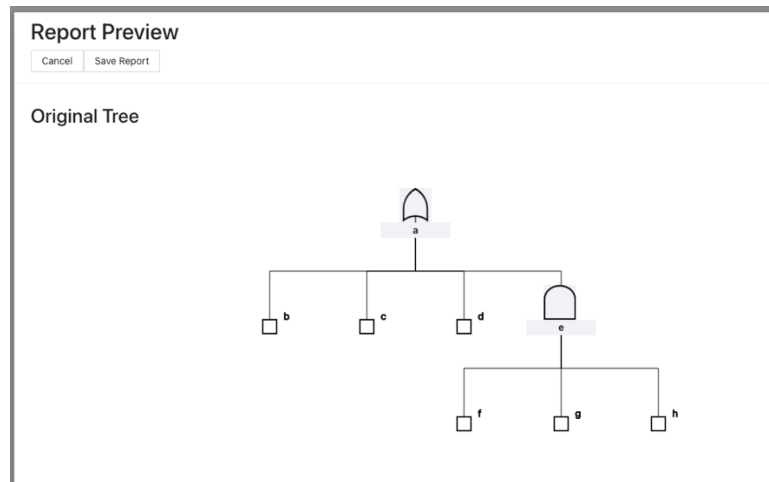 Report Preview
Cancel Save Report
Original Tree
a
b c d
e
f g h